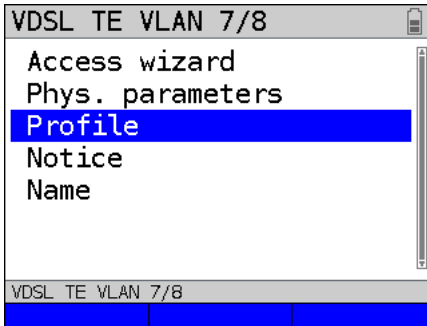 VDSL TE VLAN 7/8
Access wizard
Phys. parameters
Profile
Notice
Name
VDSL TE VLAN 7/8